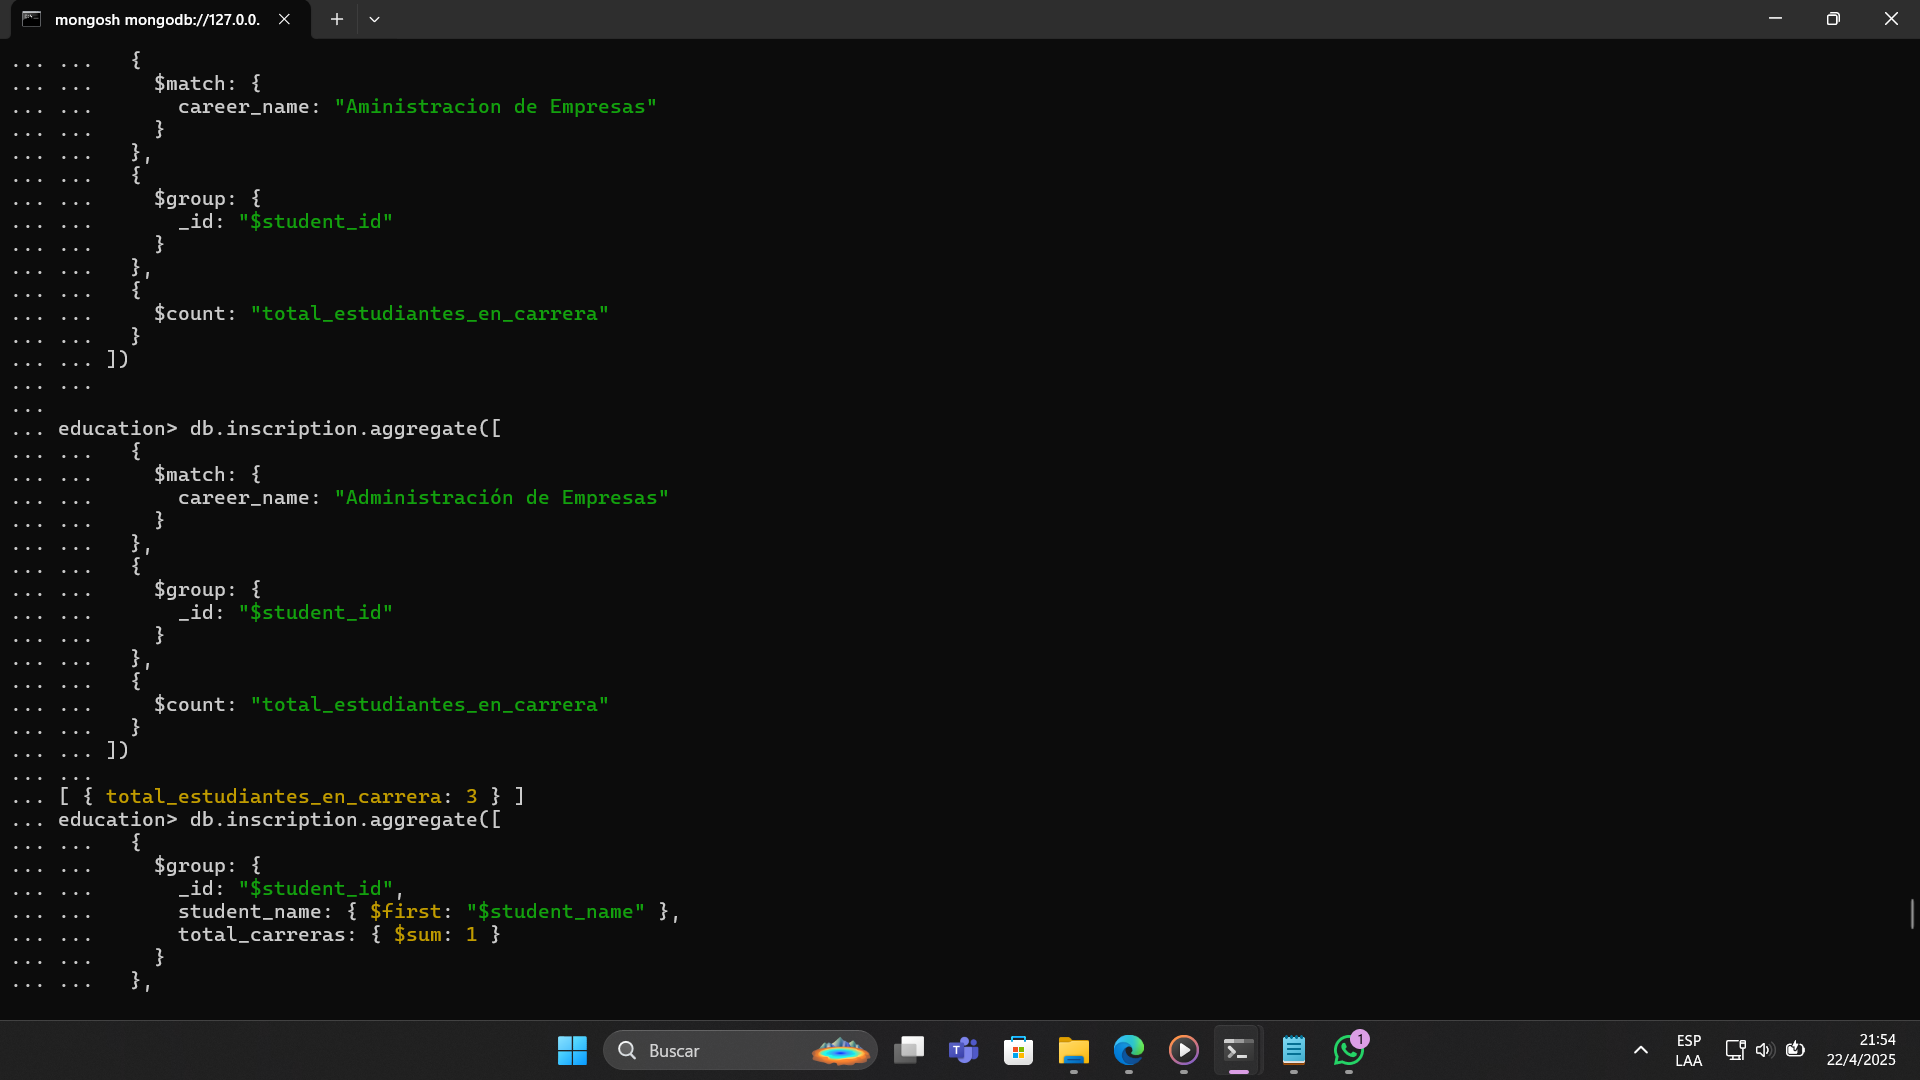 mongosh mongodb://127.0.0.
... ...   {
... ...     $match: {
... ...       career_name: "Aministracion de Empresas"
... ...     }
... ...   },
... ...   {
... ...     $group: {
... ...       _id: "$student_id"
... ...     }
... ...   },
... ...   {
... ...     $count: "total_estudiantes_en_carrera"
... ...   }
... ... ])
... ...
...
... education> db.inscription.aggregate([
... ...   {
... ...     $match: {
... ...       career_name: "Administración de Empresas"
... ...     }
... ...   },
... ...   {
... ...     $group: {
... ...       _id: "$student_id"
... ...     }
... ...   },
... ...   {
... ...     $count: "total_estudiantes_en_carrera"
... ...   }
... ... ])
... ...
... [ { total_estudiantes_en_carrera: 3 } ]
... education> db.inscription.aggregate([
... ...   {
... ...     $group: {
... ...       _id: "$student_id",
... ...       student_name: { $first: "$student_name" },
... ...       total_carreras: { $sum: 1 }
... ...     }
... ...   },
Buscar
1
ESP
LAA
21:54
22/4/2025